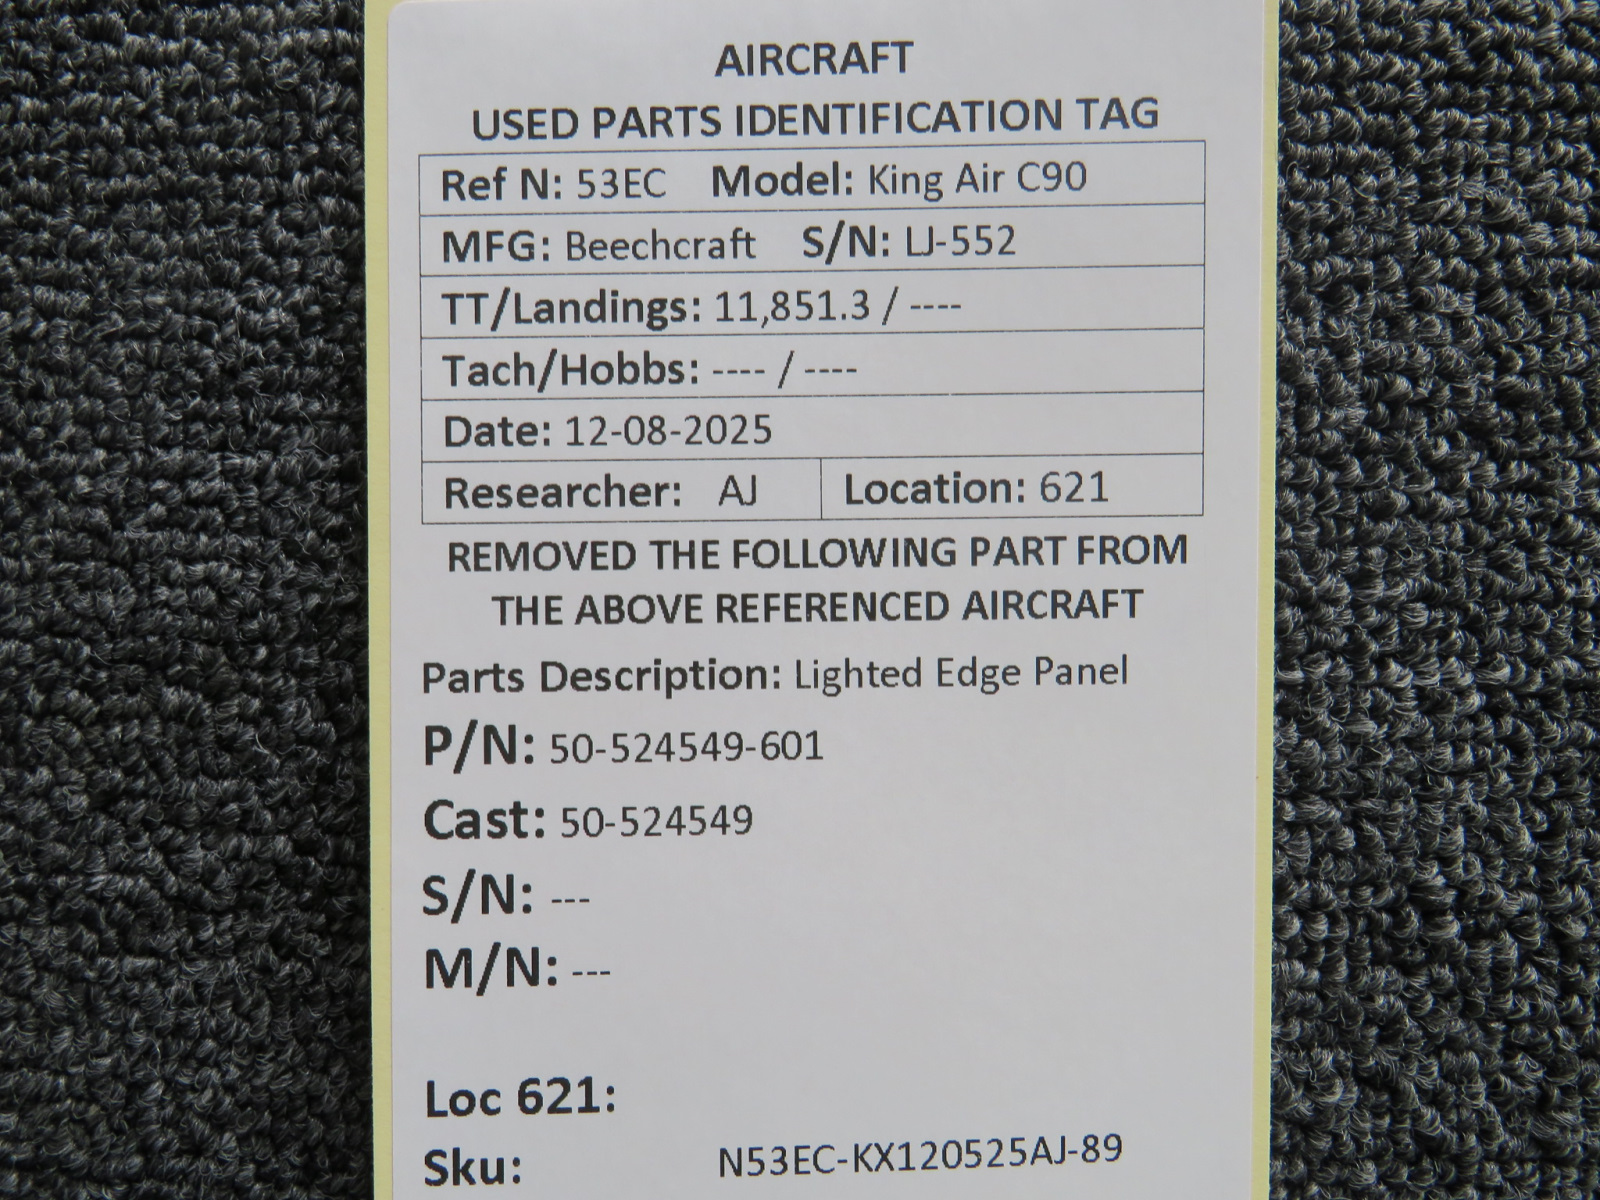 AIRCRAFT
USED PARTS IDENTIFICATION TAG
Ref N: 53EC Model: King Air C90
MFG: Beechcraft S/N: LJ-552
TT/Landings: 11,851.3 / ----
Tach/Hobbs: ---- / ----
Date: 12-08-2025
Researcher: AJ Location: 621
REMOVED THE FOLLOWING PART FROM
THE ABOVE REFERENCED AIRCRAFT
Parts Description: Lighted Edge Panel
P/N: 50-524549-601
Cast: 50-524549
S/N: ---
M/N: ---
Loc 621:
Sku: N53EC-KX120525AJ-89